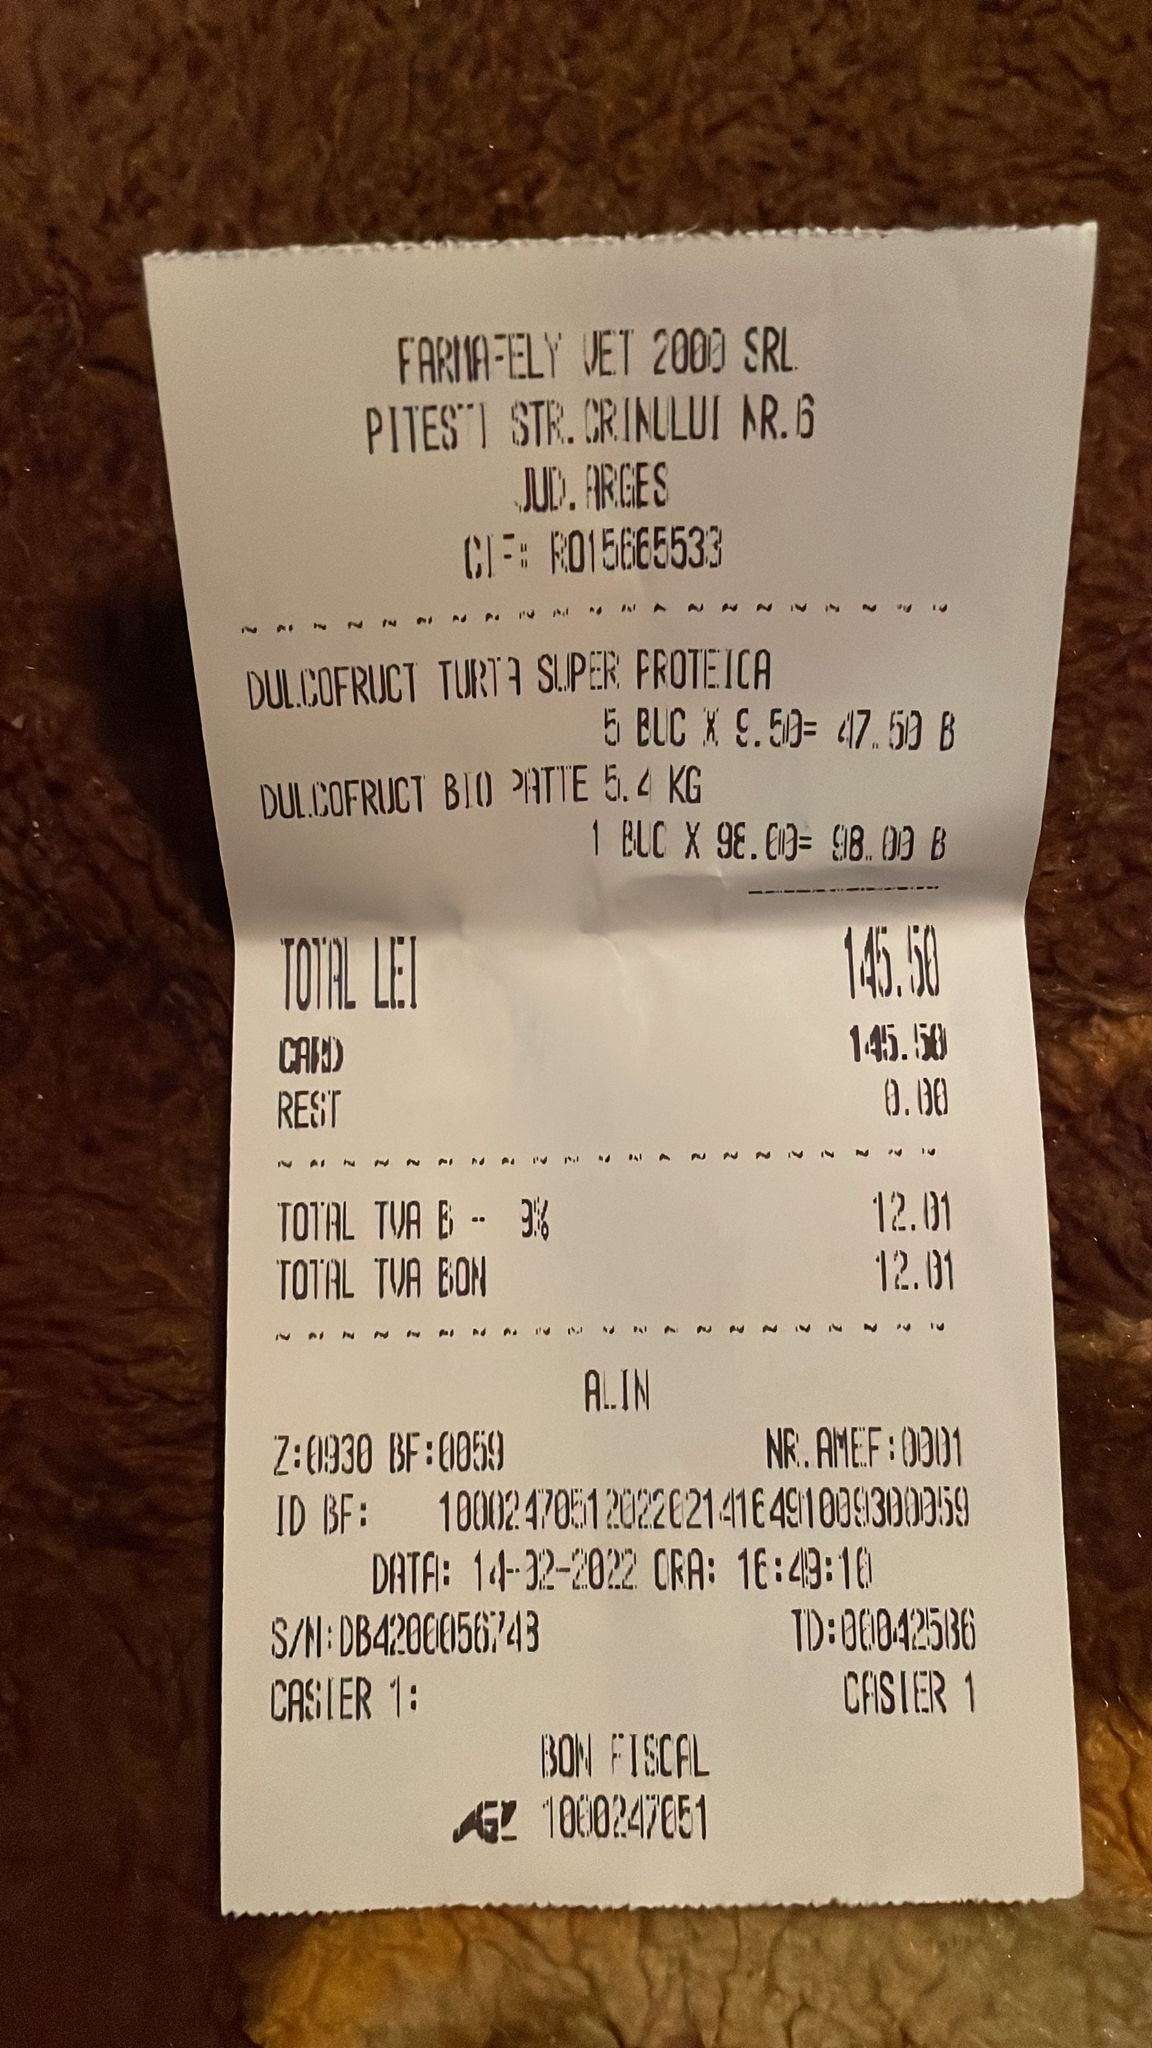 FARMAFELY VET 2000 SRL
PITESTI STR.CRINULUI NR.6
JUD.ARGES
CIF: RO15665533
DULCOFRUCT TURTA SUPER PROTEICA
5 BUC X 9.50= 47.50 B
DULCOFRUCT BIO PATTE 5.4 KG
1 BUC X 98.00= 98.00 B
TOTAL LEI 145.50
CARD 145.50
REST 0.00
TOTAL TVA B - 9% 12.01
TOTAL TVA BON 12.01
ALIN
Z:0930 BF:0059 NR.AMEF:0001
ID BF: 10002470512022021416491009300059
DATA: 14-02-2022 ORA: 16:49:10
S/N:DB4200056743 TD:00042586
CASIER 1: CASIER 1
BON FISCAL
1000247051